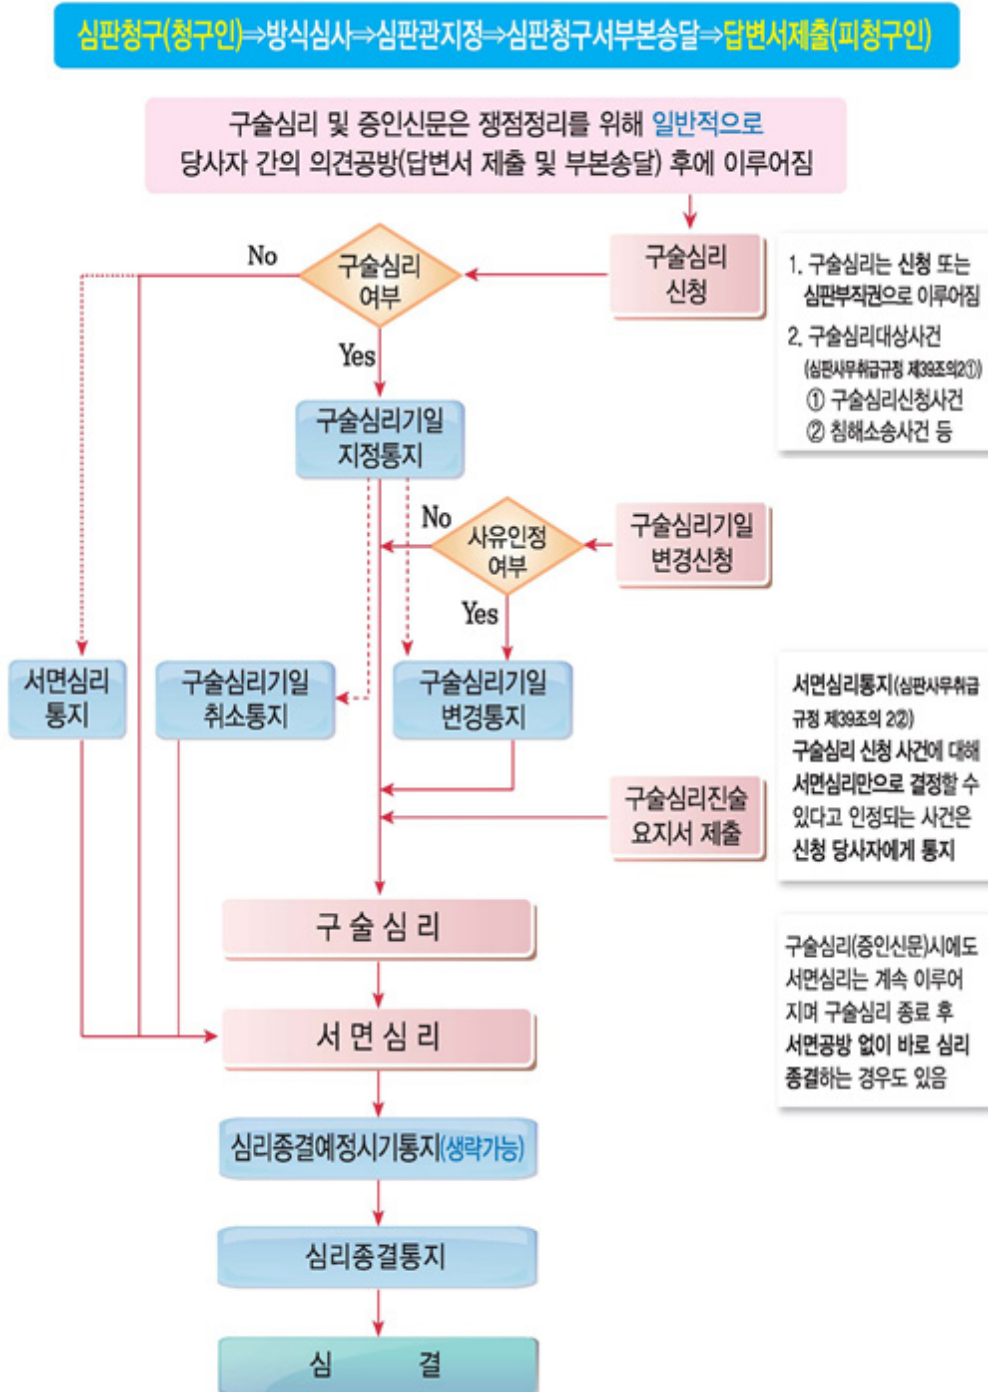 심판청구(청구인)⇒방식심사⇒심판관지정⇒심판청구서부본송달⇒답변서제출(피청구인)
구술심리 및 증인신문은 쟁점정리를 위해 일반적으로
당사자 간의 의견공방(답변서 제출 및 부본송달) 후에 이루어짐
No
구술심리
여부
구술심리
신청
1. 구술심리는 신청 또는
심판부직권으로 이루어짐
2. 구술심리대상사건
(심판사무취급규정 제39조의2①)
① 구술심리신청사건
② 침해소송사건 등
Yes
구술심리기일
지정통지
No
사유인정
여부
구술심리기일
변경신청
Yes
서면심리
통지
구술심리기일
취소통지
구술심리기일
변경통지
서면심리통지(심판사무취급
규정 제39조의 2②)
구술심리 신청 사건에 대해
서면심리만으로 결정할 수
있다고 인정되는 사건은
신청 당사자에게 통지
구술심리진술
요지서 제출
구 술 심 리
구술심리(증인신문)시에도
서면심리는 계속 이루어
지며 구술심리 종료 후
서면공방 없이 바로 심리
종결하는 경우도 있음
서 면 심 리
심리종결예정시기통지(생략가능)
심리종결통지
심 결